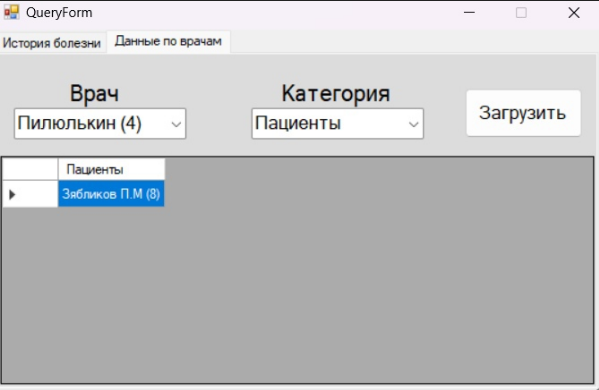 QueryForm
История болезни Данные по врачам
Врач Категория
Пилюлькин (4) Пациенты Загрузить
Пациенты
Зябликов П.М (8)